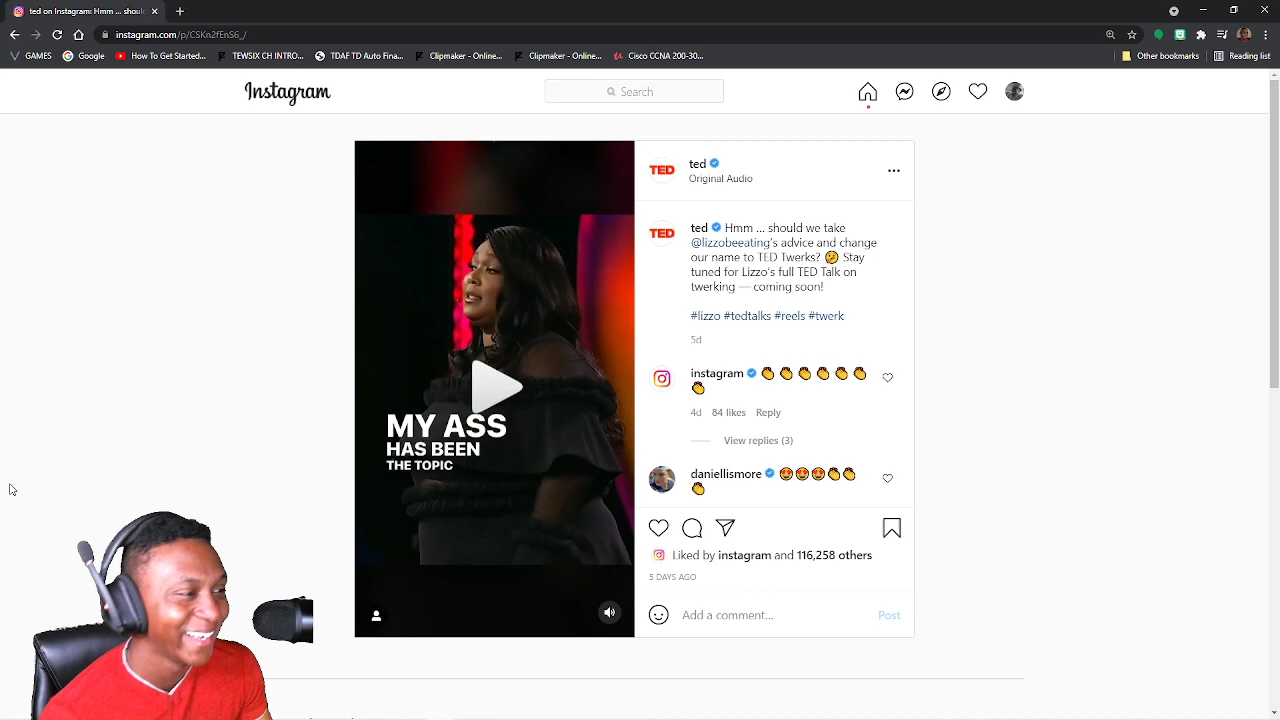 ted on Instagram: Hmm ... shoul
instagram.com/p/CSKn2fEnS6_/
GAMES
Google
How To Get Started...
TEWSIX CH INTRO...
TDAF TD Auto Fina...
Clipmaker - Online...
Clipmaker - Online...
Cisco CCNA 200-30...
Other bookmarks
Reading list
Instagram
Search
MY ASS
HAS BEEN
THE TOPIC
TED
ted
Original Audio
TED
ted Hmm ... should we take
@lizzobeeating's advice and change
our name to TED Twerks? 🤔 Stay
tuned for Lizzo's full TED Talk on
twerking — coming soon!
#lizzo #tedtalks #reels #twerk
5d
instagram 👏 👏 👏 👏 👏 👏
👏
4d 84 likes Reply
View replies (3)
daniellismore 😍😍😍👏👏
👏
Liked by instagram and 116,258 others
5 DAYS AGO
Add a comment...
Post